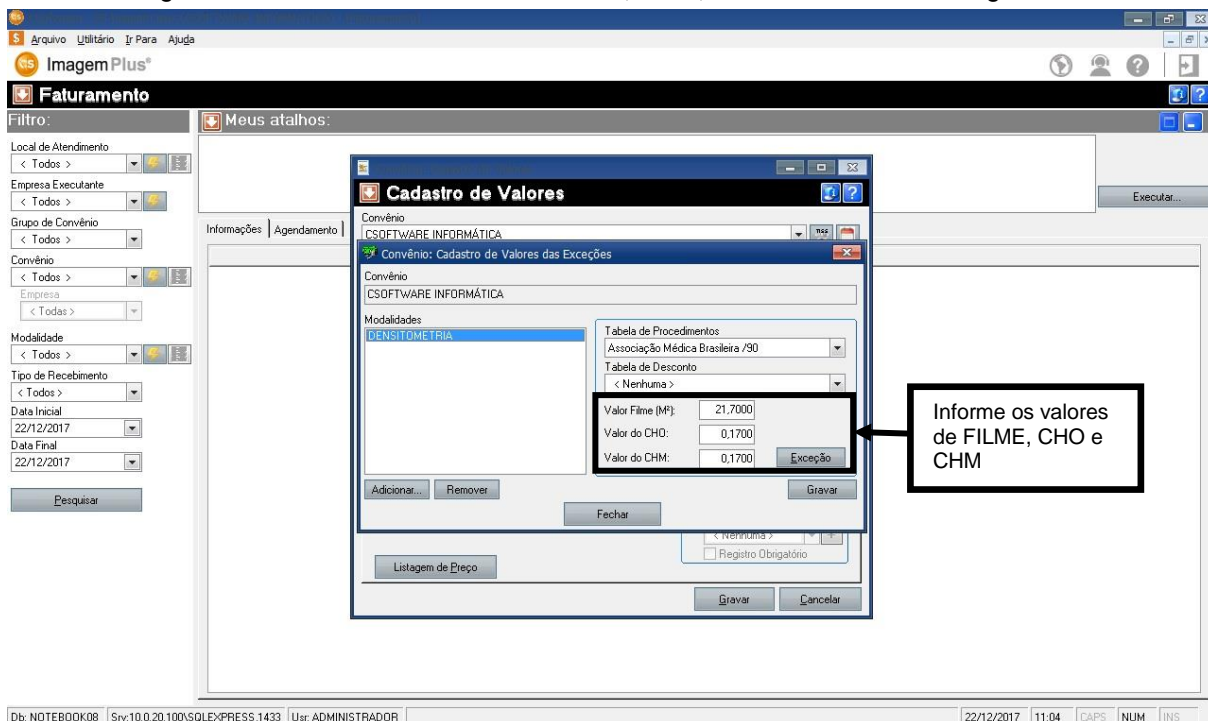 Arquivo Utilitário Ir Para Ajuda
ImagemPlus®
Faturamento
Filtro:
Meus atalhos:
Local de Atendimento
< Todos >
Empresa Executante
< Todos >
Executar...
Grupo de Convênio
< Todos >
Informações Agendamento
Convênio
< Todos >
Empresa
< Todas >
Modalidade
< Todos >
Tipo de Recebimento
< Todos >
Data Inicial
22/12/2017
Data Final
22/12/2017
Pesquisar
Cadastro de Valores
Convênio
CSOFTWARE INFORMÁTICA
Convênio: Cadastro de Valores das Exceções
Convênio
CSOFTWARE INFORMÁTICA
Modalidades
DENSITOMETRIA
Tabela de Procedimentos
Associação Médica Brasileira /90
Tabela de Desconto
< Nenhuma >
Valor Filme (M²): 21,7000
Valor do CHO: 0,1700
Valor do CHM: 0,1700 Exceção
Adicionar... Remover Gravar
Fechar
< Nenhuma >
Registro Obrigatório
Listagem de Preço
Gravar Cancelar
Informe os valores
de FILME, CHO e
CHM
Db: NOTEBOOK08 Srv:10.0.20.100\SQLEXPRESS,1433 Usr: ADMINISTRADOR 22/12/2017 11:04 CAPS NUM INS